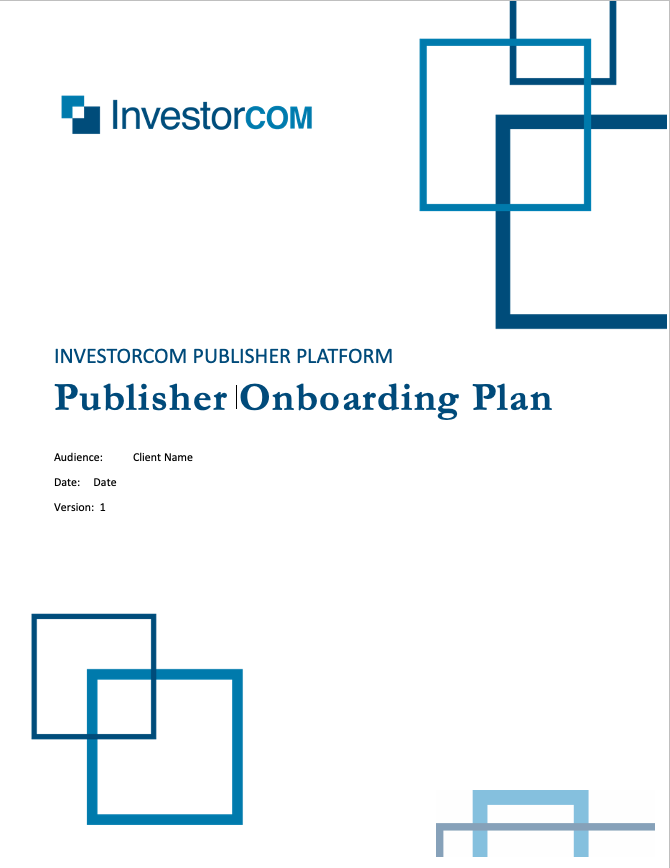 InvestorCOM
INVESTORCOM PUBLISHER PLATFORM
Publisher Onboarding Plan
Audience: Client Name
Date: Date
Version: 1